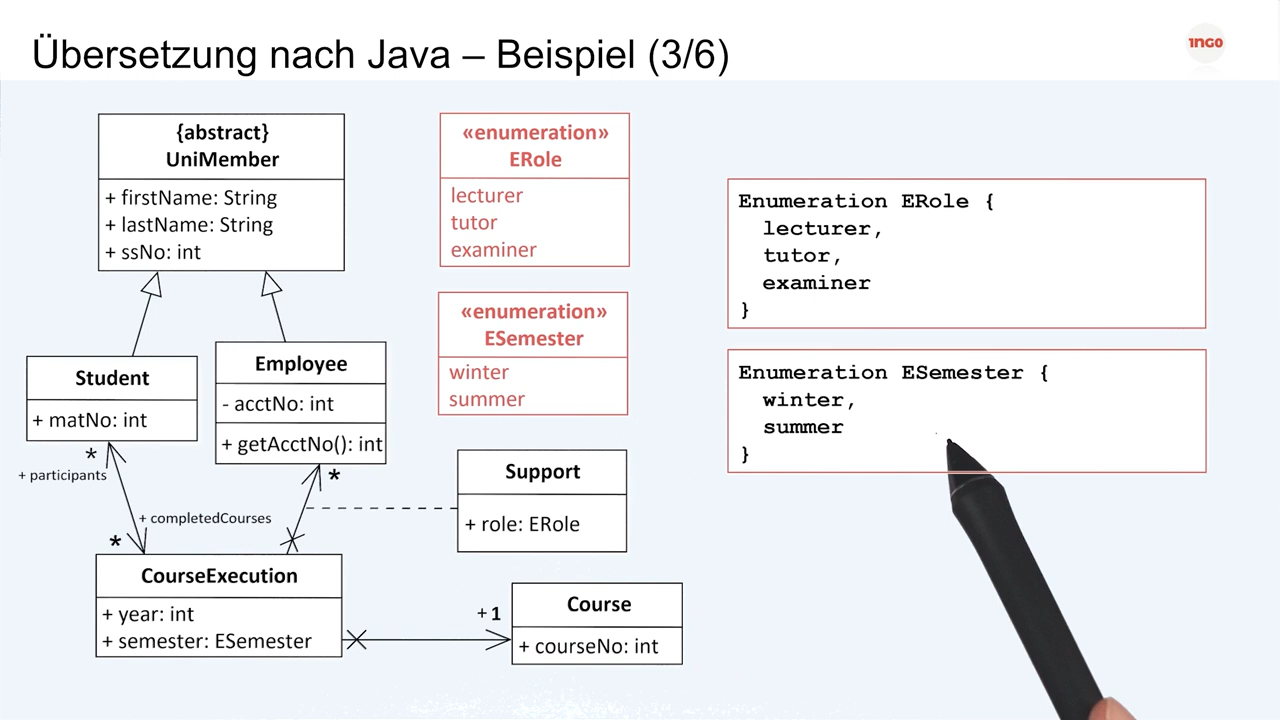 Übersetzung nach Java – Beispiel (3/6)
1NGO
{abstract}
UniMember
+ firstName: String
+ lastName: String
+ ssNo: int
«enumeration»
ERole
lecturer
tutor
examiner
Enumeration ERole {
lecturer,
tutor,
examiner
}
«enumeration»
ESemester
winter
summer
Enumeration ESemester {
winter,
summer
}
Student
+ matNo: int
Employee
- acctNo: int
+ getAcctNo(): int
*
+ participants
*
+ completedCourses
*
Support
+ role: ERole
CourseExecution
+ year: int
+ semester: ESemester
+ 1
Course
+ courseNo: int